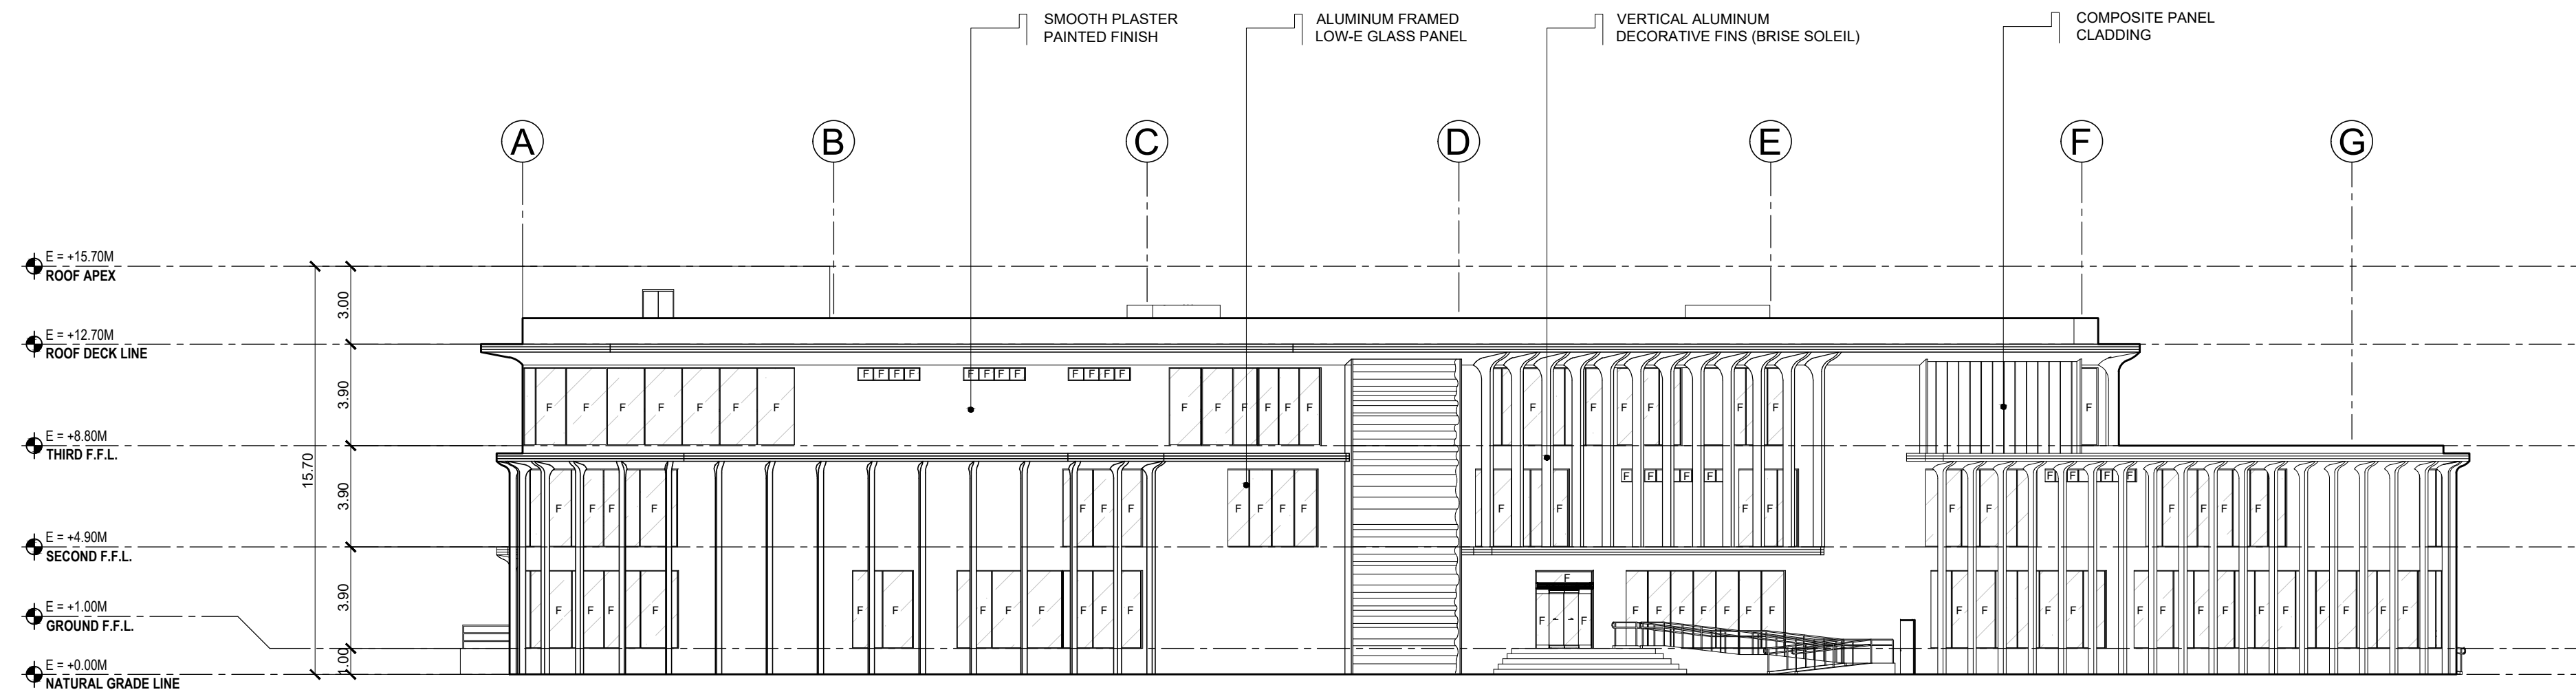 SMOOTH PLASTER
PAINTED FINISH
ALUMINUM FRAMED
LOW-E GLASS PANEL
VERTICAL ALUMINUM
DECORATIVE FINS (BRISE SOLEIL)
COMPOSITE PANEL
CLADDING
A B C D E F G
E = +15.70M
ROOF APEX
3.00
E = +12.70M
ROOF DECK LINE
3.90
E = +8.80M
THIRD F.F.L.
15.70
3.90
E = +4.90M
SECOND F.F.L.
3.90
E = +1.00M
GROUND F.F.L.
1.00
E = +0.00M
NATURAL GRADE LINE
F F F F F F F
F F F F
F F F F
F F F F
F F F F F F
F F F F F F
F
F F F F
F F F
F F F F
F F
F F F F
F F
F F
F F F F
F F F F
F F F F
F F
F F F F F F
F
F F
F F F F F F F
F F F F
F F F F F F F